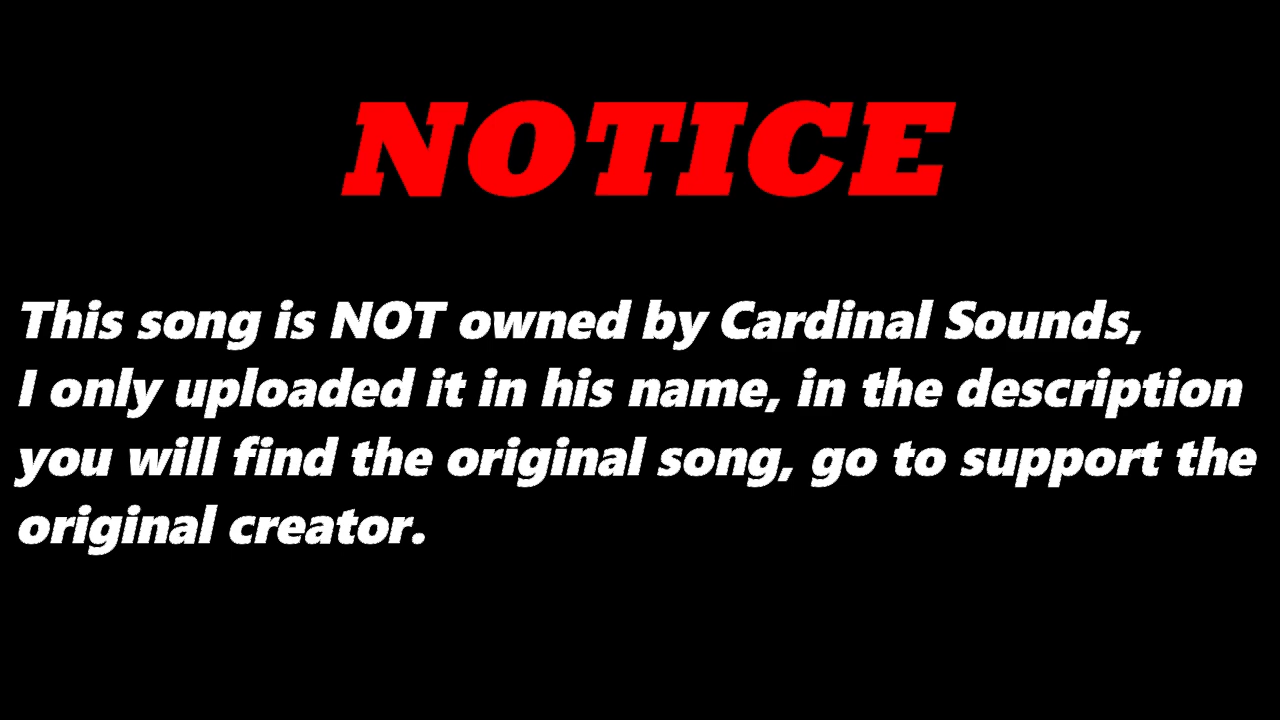 NOTICE
This song is NOT owned by Cardinal Sounds,
I only uploaded it in his name, in the description
you will find the original song, go to support the
original creator.